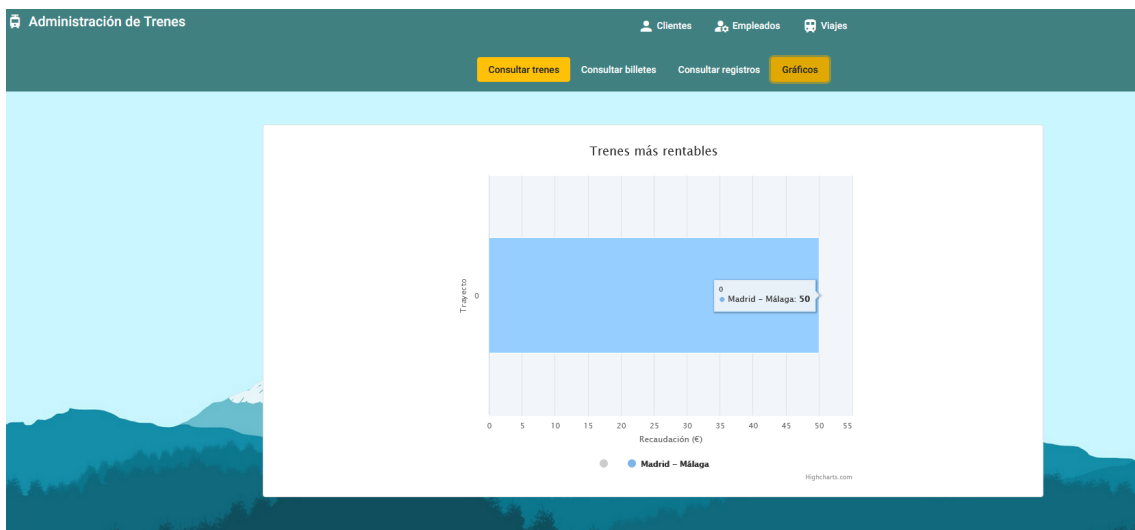 Administración de Trenes
Clientes Empleados Viajes
Consultar trenes Consultar billetes Consultar registros Gráficos
Trenes más rentables
Trayecto
0
0
Madrid – Málaga: 50
0 5 10 15 20 25 30 35 40 45 50 55
Recaudación (€)
Madrid – Málaga
Highcharts.com